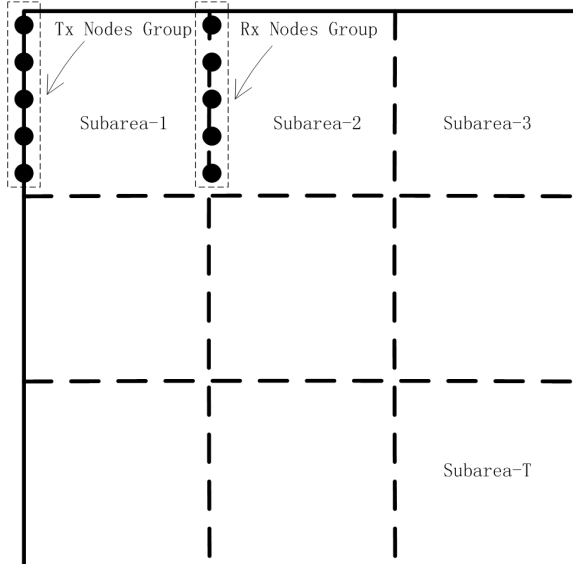 Tx Nodes Group
Rx Nodes Group
Subarea-1
Subarea-2
Subarea-3
Subarea-T